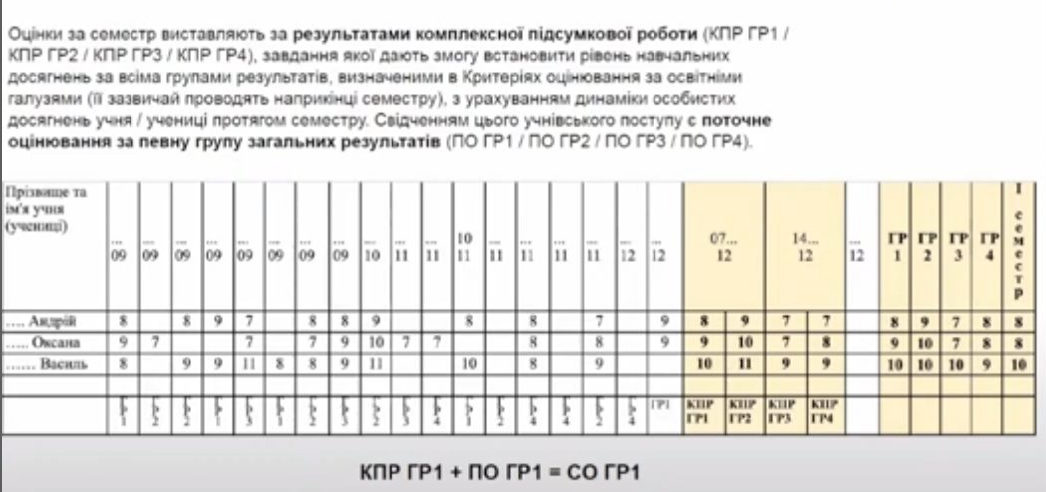 Оцінки за семестр виставляють за результатами комплексної підсумкової роботи (КПР ГР1 /
КПР ГР2 / КПР ГР3 / КПР ГР4), завдання якої дають змогу встановити рівень навчальних
досягнень за всіма групами результатів, визначеними в Критеріях оцінювання за освітніми
галузями (її зазвичай проводять наприкінці семестру), з урахуванням динаміки особистих
досягнень учня / учениці протягом семестру. Свідченням цього учнівського поступу є поточне
оцінювання за певну групу загальних результатів (ПО ГР1 / ПО ГР2 / ПО ГР3 / ПО ГР4).
Прізвище та ім'я учня (учениці) ... 09 ... 09 ... 09 ... 09 ... 09 ... 09 ... 09 ... 09 ... 10 ... 11 ... 11 10 11 ... 11 ... 11 ... 11 ... 11 ... 12 ... 12 07... 12 14... 12 ... 12 ГР 1 ГР 2 ГР 3 ГР 4 І семестр
.... Андрій 8 8 9 7 8 8 9 8 8 7 9 8 9 7 7 8 9 7 8 8
..... Оксана 9 7 7 7 9 10 7 7 8 8 9 9 10 7 8 9 10 7 8 8
...... Василь 8 9 9 11 8 8 9 11 10 8 9 10 11 9 9 10 10 10 9 10
ГР1 КПР ГР1 КПР ГР2 КПР ГР3 КПР ГР4
КПР ГР1 + ПО ГР1 = СО ГР1